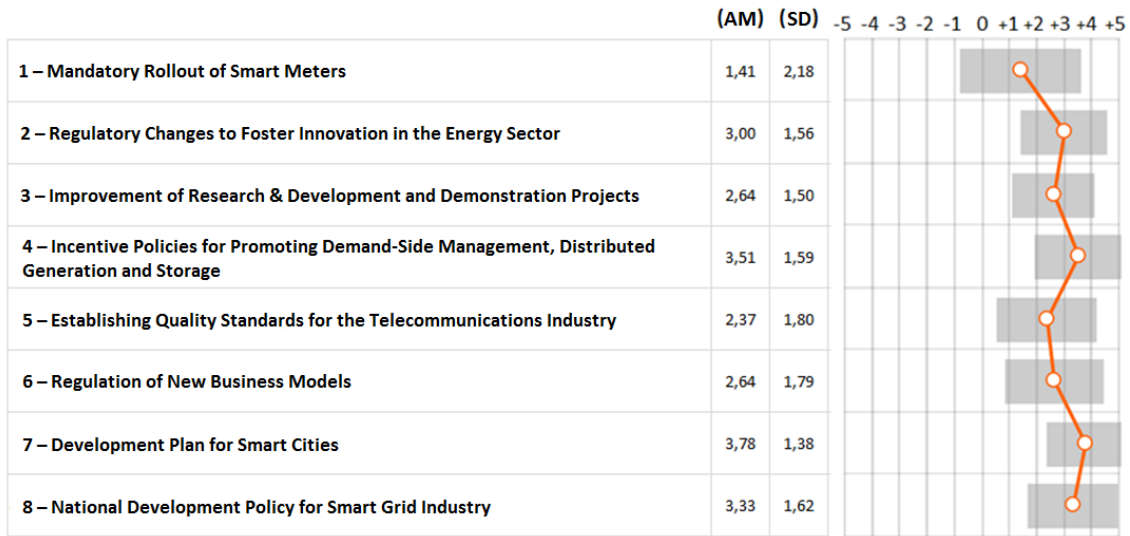 (AM) (SD) -5 -4 -3 -2 -1 0 +1 +2 +3 +4 +5
1 – Mandatory Rollout of Smart Meters 1,41 2,18
2 – Regulatory Changes to Foster Innovation in the Energy Sector 3,00 1,56
3 – Improvement of Research & Development and Demonstration Projects 2,64 1,50
4 – Incentive Policies for Promoting Demand-Side Management, Distributed
Generation and Storage 3,51 1,59
5 – Establishing Quality Standards for the Telecommunications Industry 2,37 1,80
6 – Regulation of New Business Models 2,64 1,79
7 – Development Plan for Smart Cities 3,78 1,38
8 – National Development Policy for Smart Grid Industry 3,33 1,62